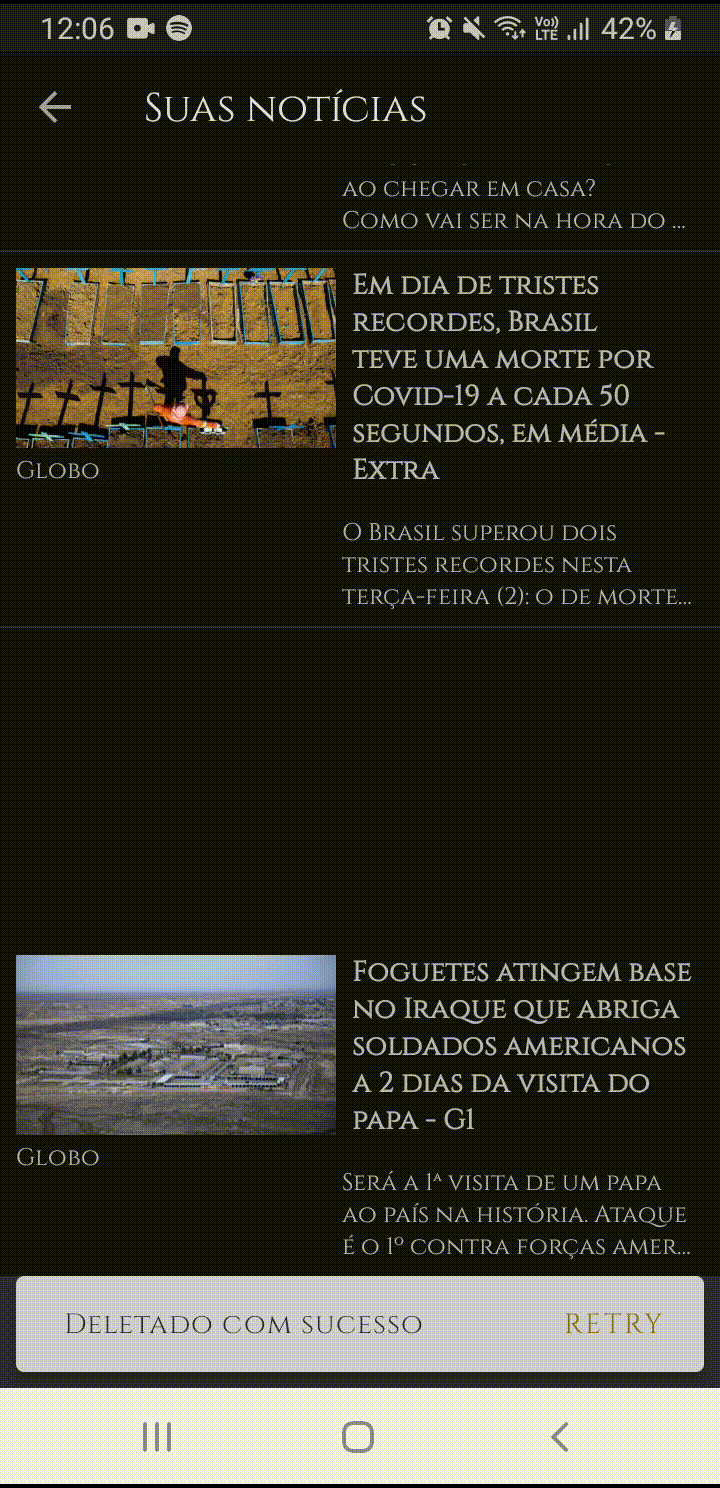 12:06 Vo)) LTE 42%
Suas notícias
ao chegar em casa?
Como vai ser na hora do ...
Em dia de tristes
recordes, Brasil
teve uma morte por
Covid-19 a cada 50
segundos, em média -
Extra
Globo
O Brasil superou dois
tristes recordes nesta
terça-feira (2): o de morte...
Foguetes atingem base
no Iraque que abriga
soldados americanos
a 2 dias da visita do
papa - G1
Globo
Será a 1ª visita de um papa
ao país na história. Ataque
é o 1º contra forças amer...
Deletado com sucesso RETRY